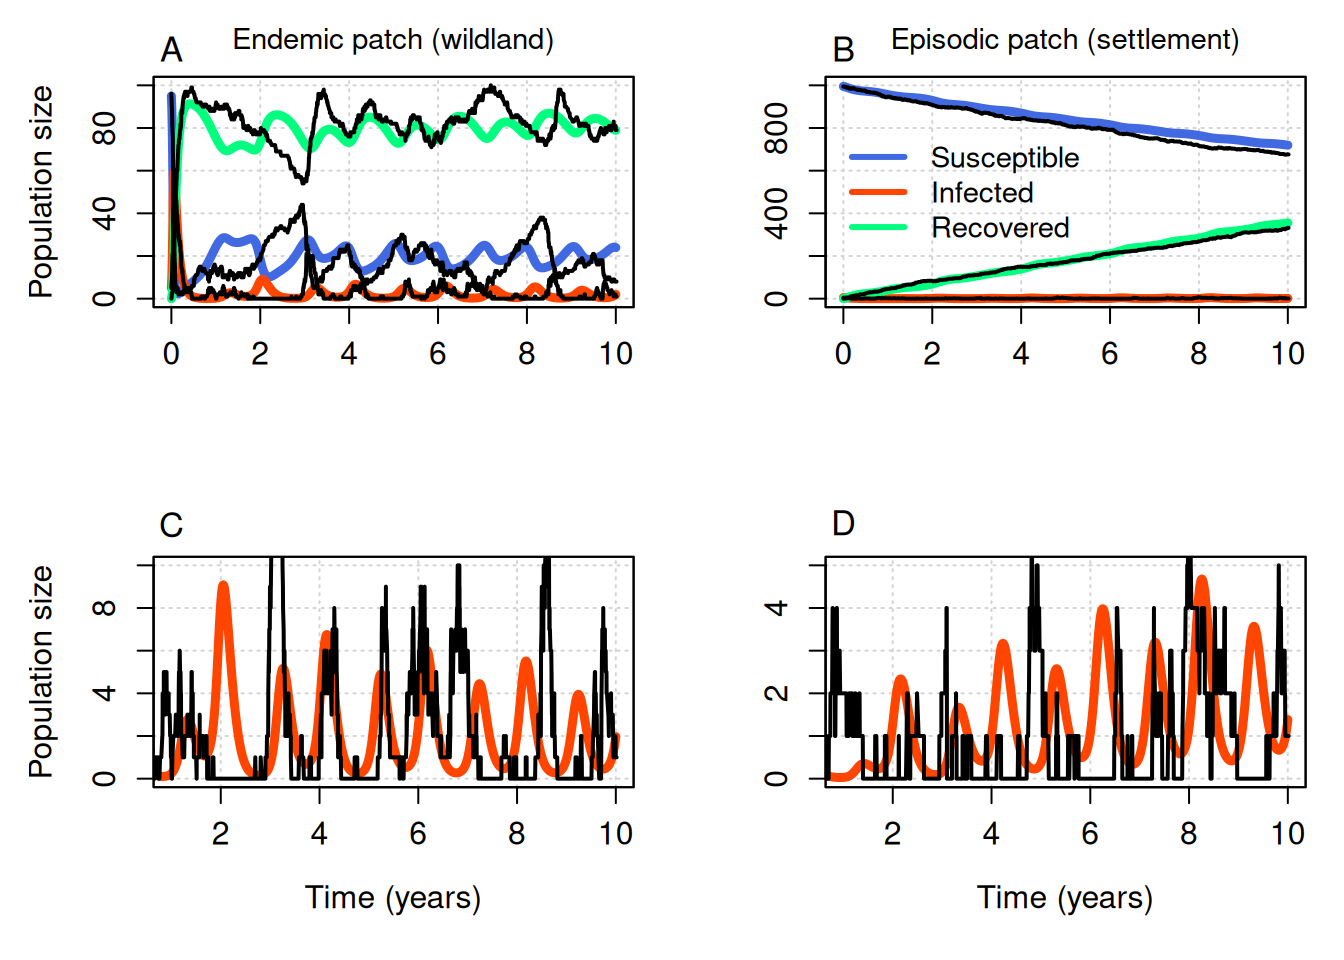 A Endemic patch (wildland)
B Episodic patch (settlement)
Population size
0 40 80
0 2 4 6 8 10
0 400 800
Susceptible
Infected
Recovered
0 2 4 6 8 10
C
D
Population size
0 4 8
2 4 6 8 10
Time (years)
0 2 4
2 4 6 8 10
Time (years)